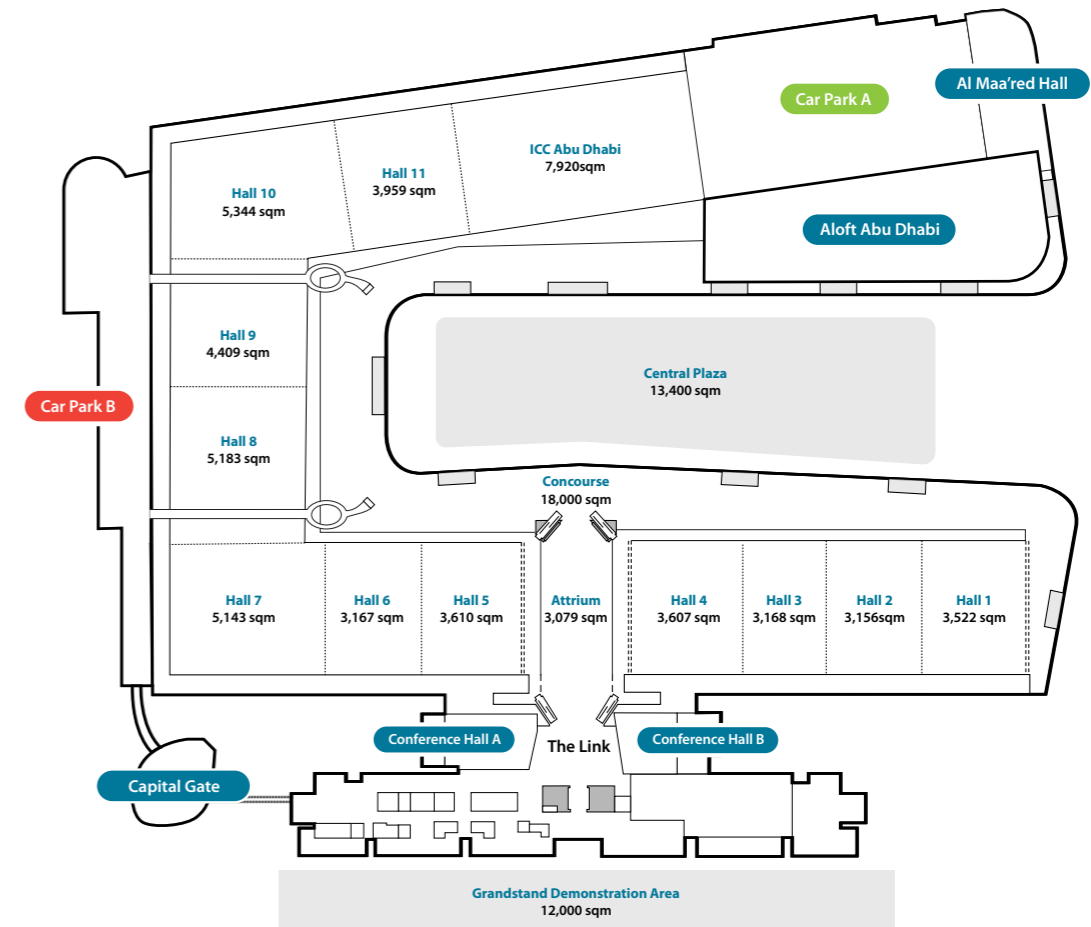 Al Maa'red Hall
Car Park A
ICC Abu Dhabi
7,920sqm
Hall 11
3,959 sqm
Hall 10
5,344 sqm
Aloft Abu Dhabi
Hall 9
4,409 sqm
Central Plaza
13,400 sqm
Car Park B
Hall 8
5,183 sqm
Concourse
18,000 sqm
Hall 7
5,143 sqm
Hall 6
3,167 sqm
Hall 5
3,610 sqm
Attrium
3,079 sqm
Hall 4
3,607 sqm
Hall 3
3,168 sqm
Hall 2
3,156sqm
Hall 1
3,522 sqm
Conference Hall A
The Link
Conference Hall B
Capital Gate
Grandstand Demonstration Area
12,000 sqm